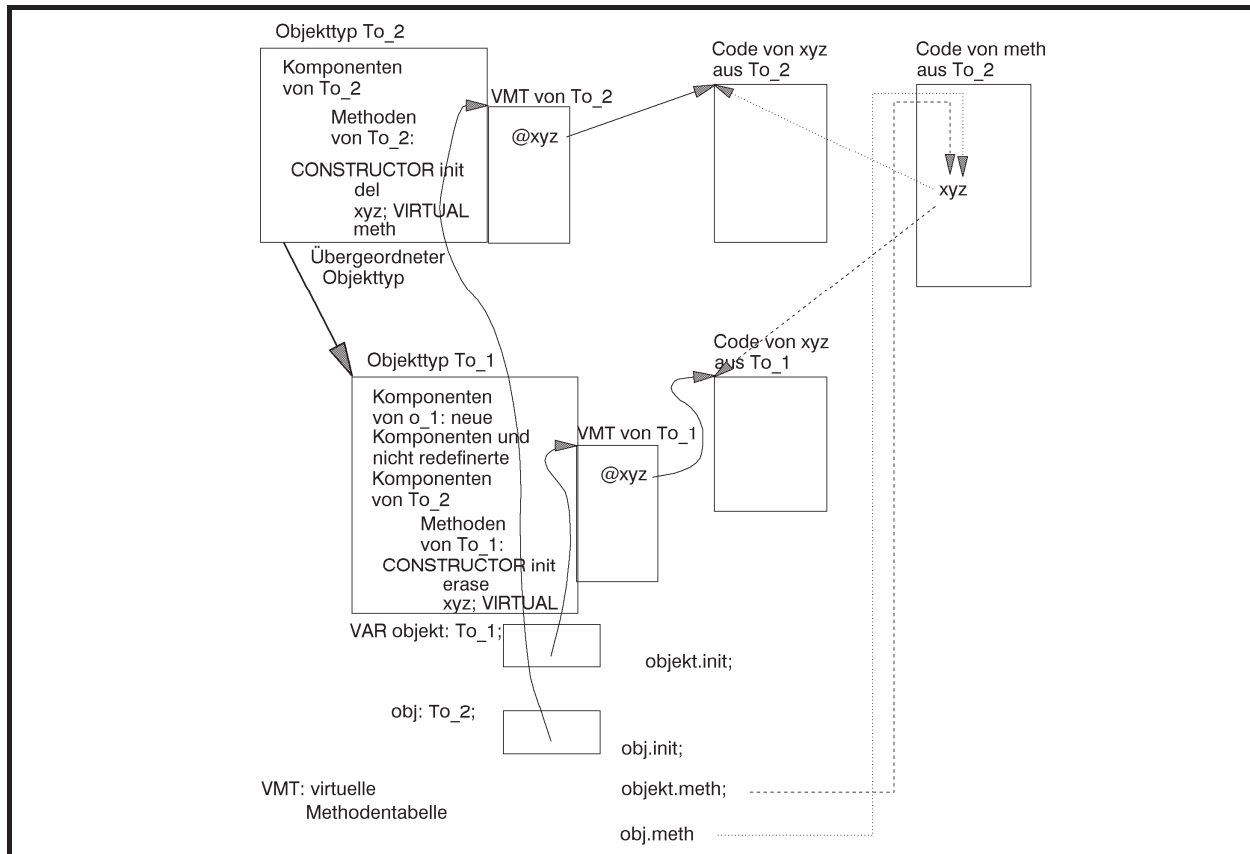 Objekttyp To_2
Komponenten
von To_2
Methoden
von To_2:
CONSTRUCTOR init
del
xyz; VIRTUAL
meth
VMT von To_2
@xyz
Code von xyz
aus To_2
Code von meth
aus To_2
xyz
Übergeordneter
Objekttyp
Objekttyp To_1
Komponenten
von o_1: neue
Komponenten und
nicht redefinerte
Komponenten
von To_2
Methoden
von To_1:
CONSTRUCTOR init
erase
xyz; VIRTUAL
VMT von To_1
@xyz
Code von xyz
aus To_1
VAR objekt: To_1;
objekt.init;
obj: To_2;
obj.init;
VMT: virtuelle
Methodentabelle
objekt.meth;
obj.meth